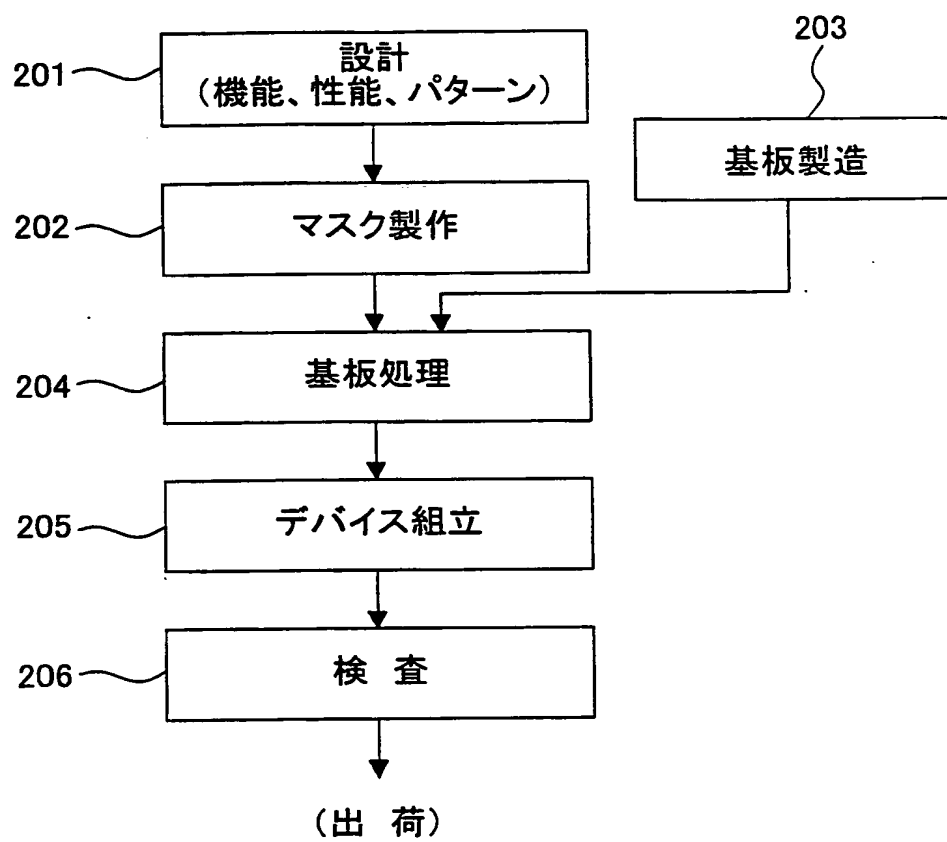 201
設計
（機能、性能、パターン）
203
基板製造
202
マスク製作
204
基板処理
205
デバイス組立
206
検 査
（出 荷）